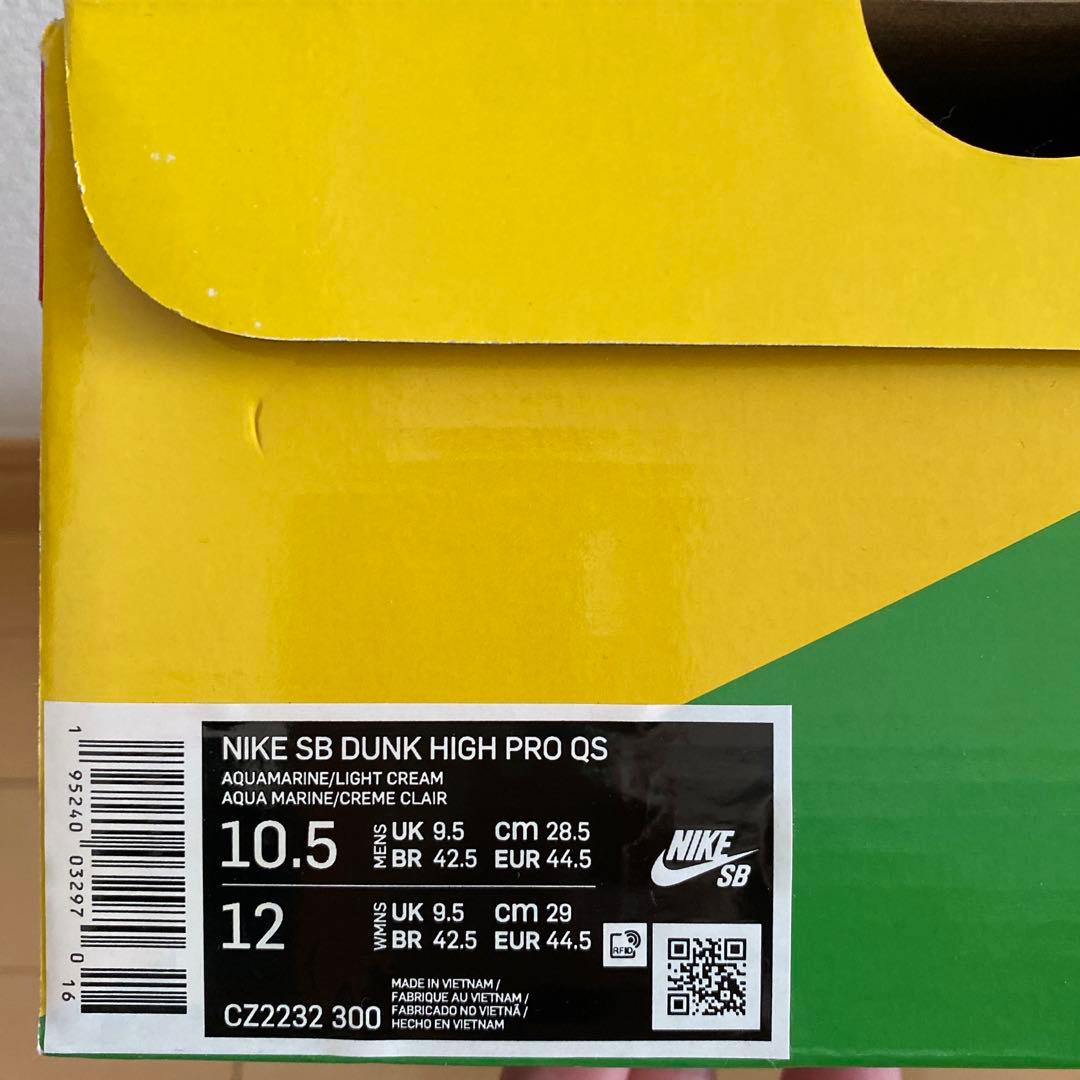 NIKE SB DUNK HIGH PRO QS
AQUAMARINE/LIGHT CREAM
AQUA MARINE/CREME CLAIR
10.5 MENS UK 9.5 cm 28.5
BR 42.5 EUR 44.5
12 WMNS UK 9.5 cm 29
BR 42.5 EUR 44.5
CZ2232 300
MADE IN VIETNAM /
FABRIQUE AU VIETNAM /
FABRICADO NO VIETNÃ /
HECHO EN VIETNAM
NIKE
SB
RFID
1 95240 03297 0 16